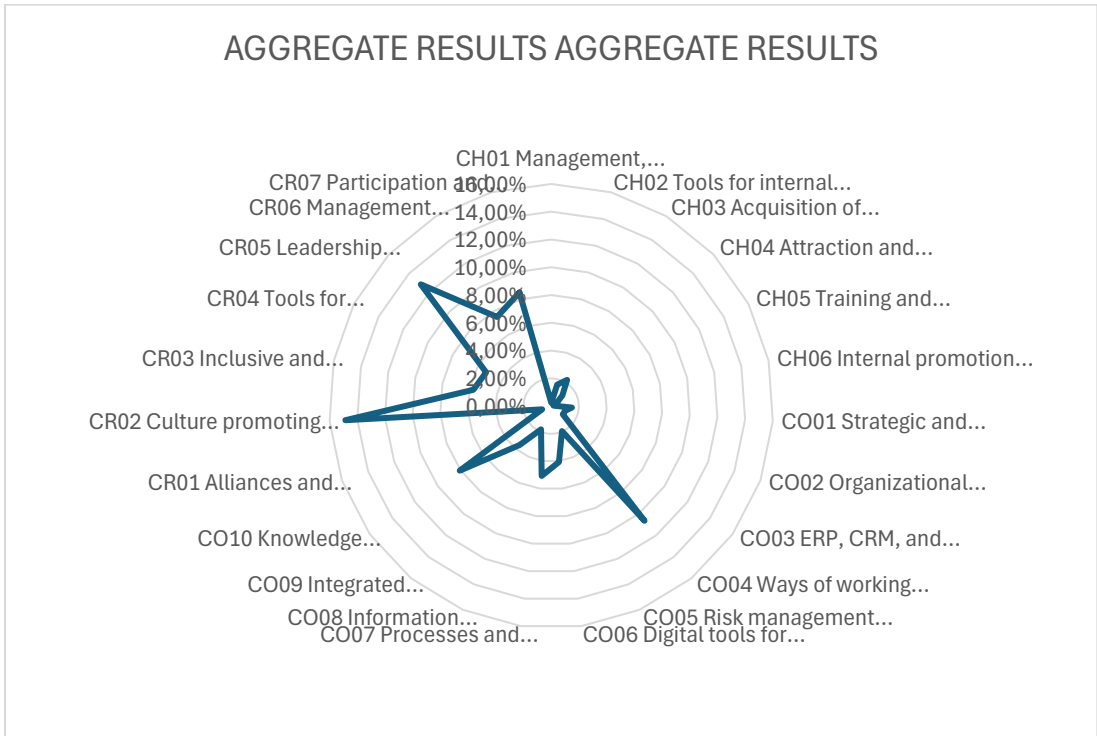 AGGREGATE RESULTS AGGREGATE RESULTS
CH01 Management,...
CH02 Tools for internal...
CH03 Acquisition of...
CH04 Attraction and...
CH05 Training and...
CH06 Internal promotion...
CO01 Strategic and...
CO02 Organizational...
CO03 ERP, CRM, and...
CO04 Ways of working...
CO05 Risk management...
CO06 Digital tools for...
CO07 Processes and...
CO08 Information...
CO09 Integrated...
CO10 Knowledge...
CR01 Alliances and...
CR02 Culture promoting...
CR03 Inclusive and...
CR04 Tools for...
CR05 Leadership...
CR06 Management...
CR07 Participation and...
16,00%
14,00%
12,00%
10,00%
8,00%
6,00%
4,00%
2,00%
0,00%